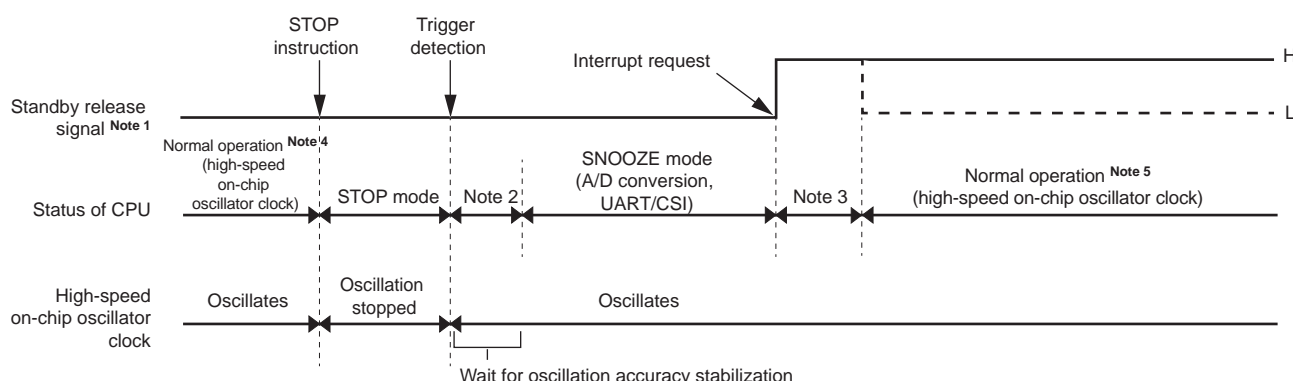 STOP
instruction
Trigger
detection
Interrupt request
H
L
Standby release
signal Note 1
Normal operation Note 4
(high-speed
on-chip
oscillator clock)
Status of CPU
STOP mode
Note 2
SNOOZE mode
(A/D conversion,
UART/CSI)
Note 3
Normal operation Note 5
(high-speed on-chip oscillator clock)
High-speed
on-chip oscillator
clock
Oscillates
Oscillation
stopped
Oscillates
Wait for oscillation accuracy stabilization